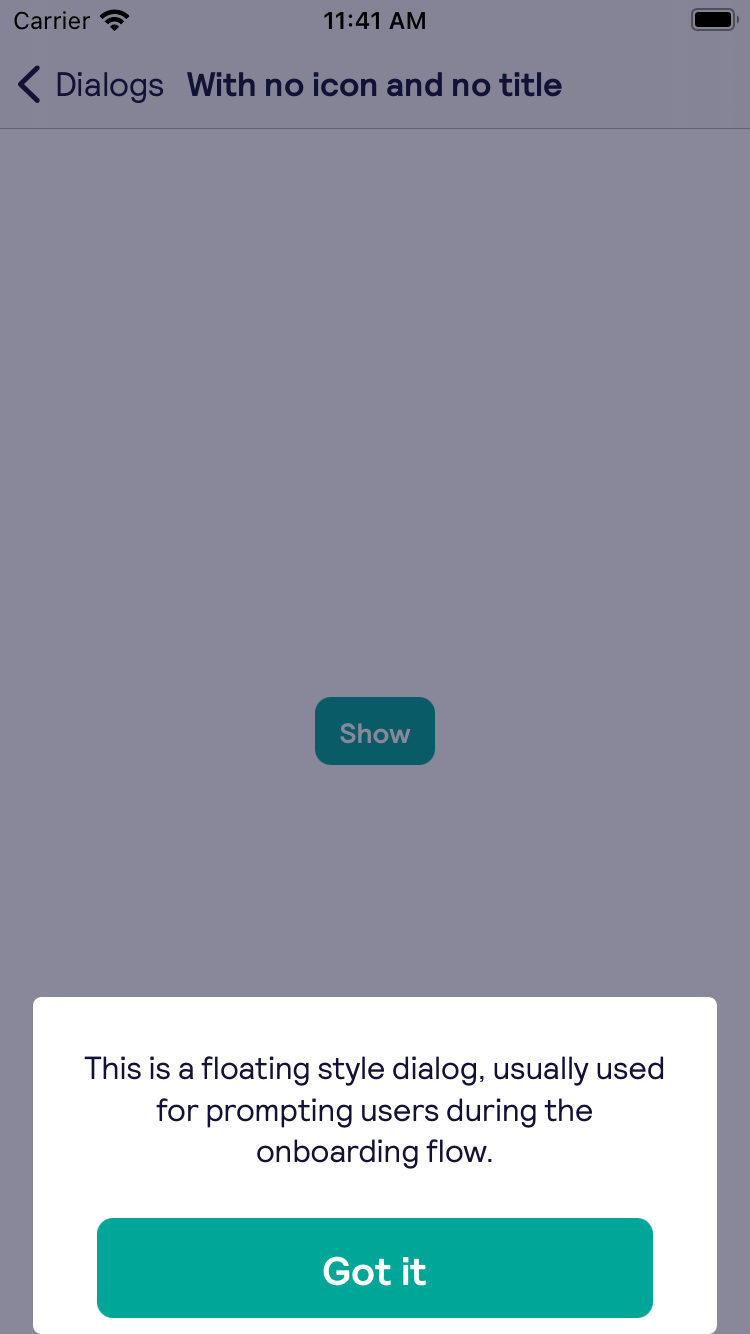 Carrier 11:41 AM
Dialogs With no icon and no title
Show
This is a floating style dialog, usually used
for prompting users during the
onboarding flow.
Got it